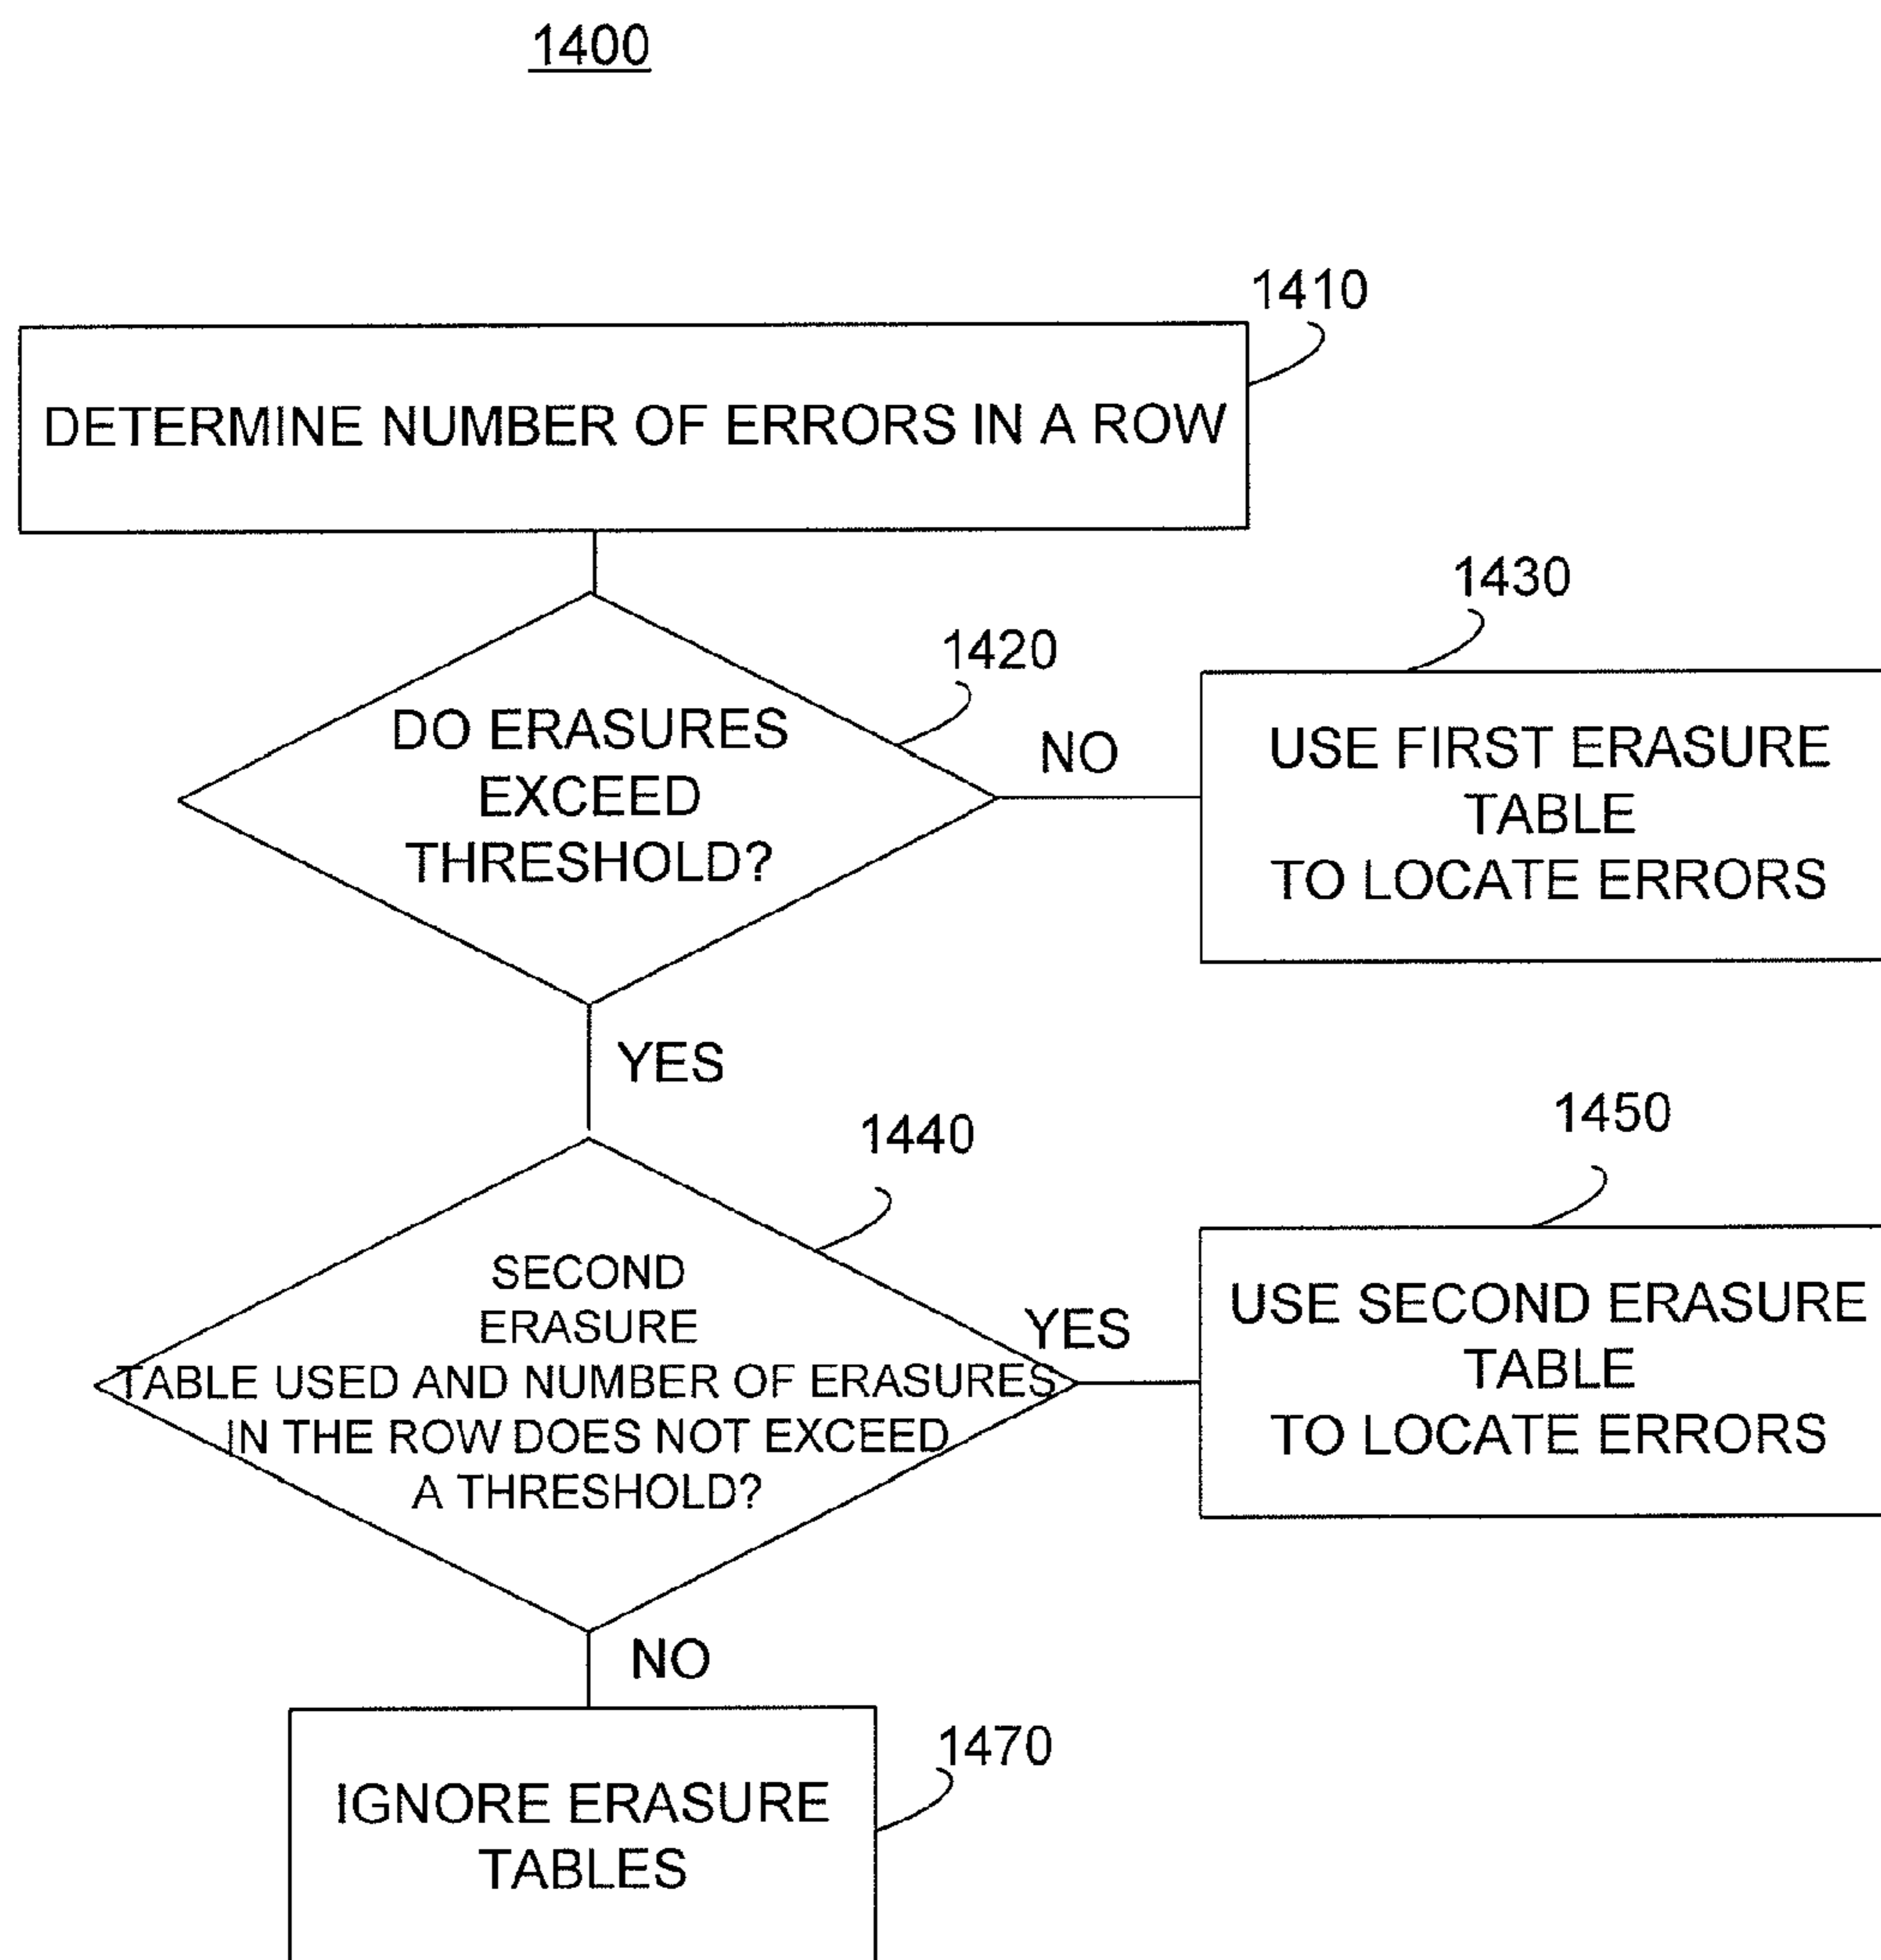 1400
1410
DETERMINE NUMBER OF ERRORS IN A ROW
1420
DO ERASURES
EXCEED
THRESHOLD?
NO
1430
USE FIRST ERASURE
TABLE
TO LOCATE ERRORS
YES
1440
SECOND
ERASURE
TABLE USED AND NUMBER OF ERASURES
IN THE ROW DOES NOT EXCEED
A THRESHOLD?
YES
1450
USE SECOND ERASURE
TABLE
TO LOCATE ERRORS
NO
1470
IGNORE ERASURE
TABLES